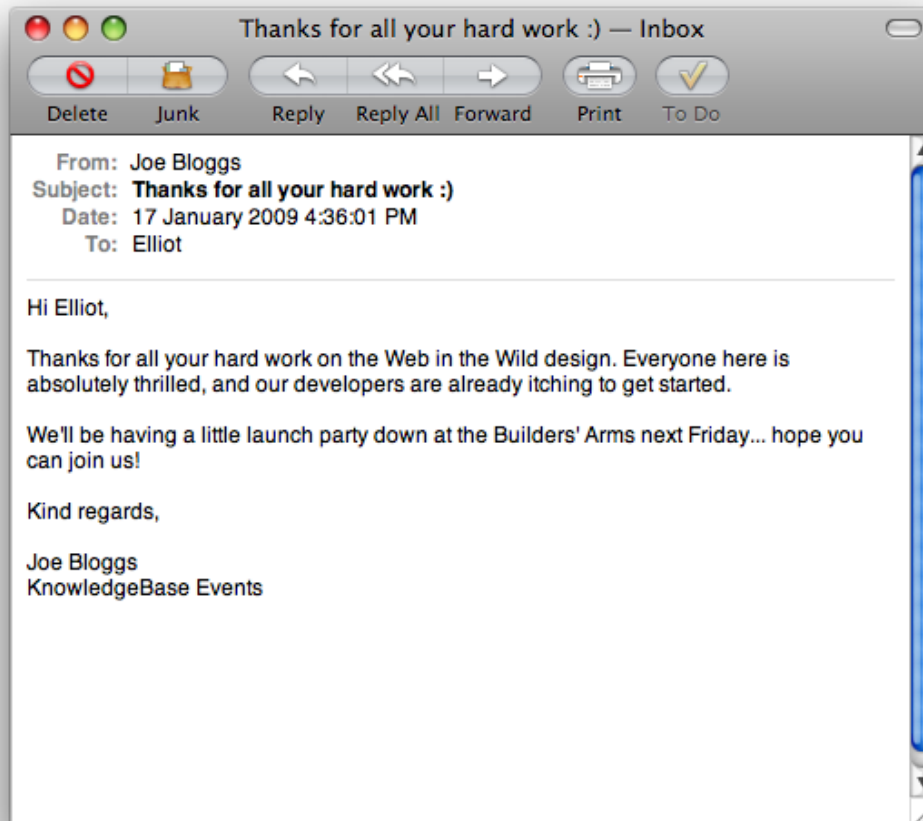 Thanks for all your hard work :) — Inbox
Delete Junk Reply Reply All Forward Print To Do
From: Joe Bloggs
Subject: Thanks for all your hard work :)
Date: 17 January 2009 4:36:01 PM
To: Elliot
Hi Elliot,
Thanks for all your hard work on the Web in the Wild design. Everyone here is
absolutely thrilled, and our developers are already itching to get started.
We'll be having a little launch party down at the Builders' Arms next Friday... hope you
can join us!
Kind regards,
Joe Bloggs
KnowledgeBase Events